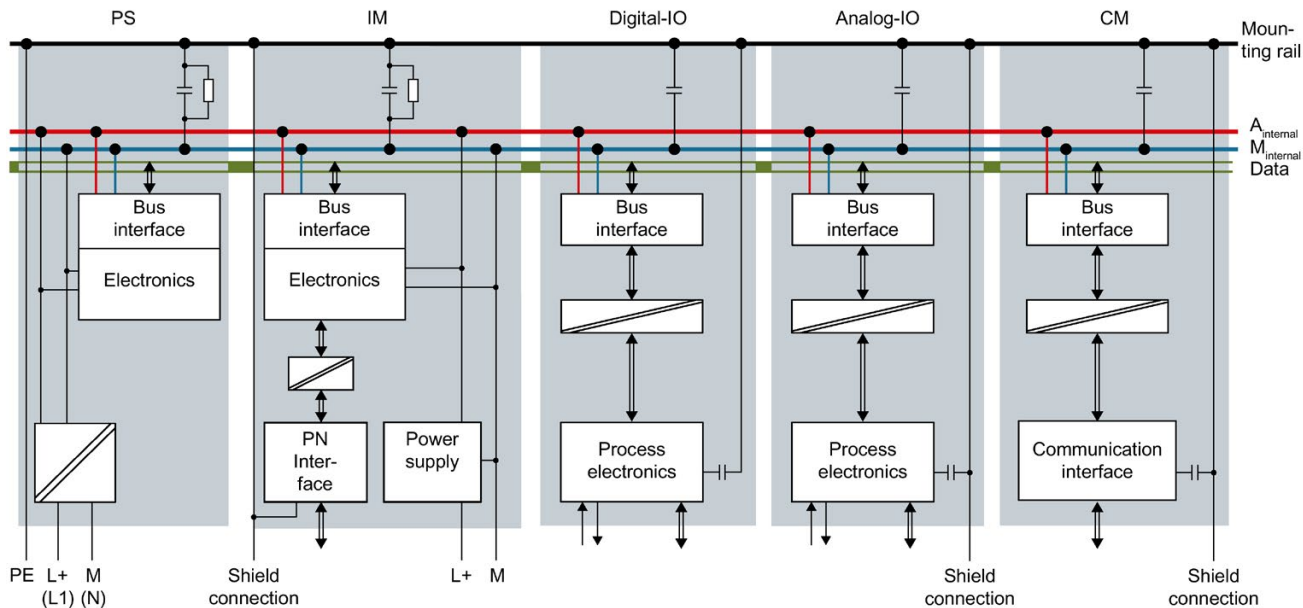 PS
IM
Digital-IO
Analog-IO
CM
Moun-
ting rail
A internal
M internal
Data
Bus
interface
Electronics
Bus
interface
Electronics
Bus
interface
Bus
interface
Bus
interface
PN
Inter-
face
Power
supply
Process
electronics
Process
electronics
Communication
interface
PE
L+
(L1)
M
(N)
Shield
connection
L+
M
Shield
connection
Shield
connection